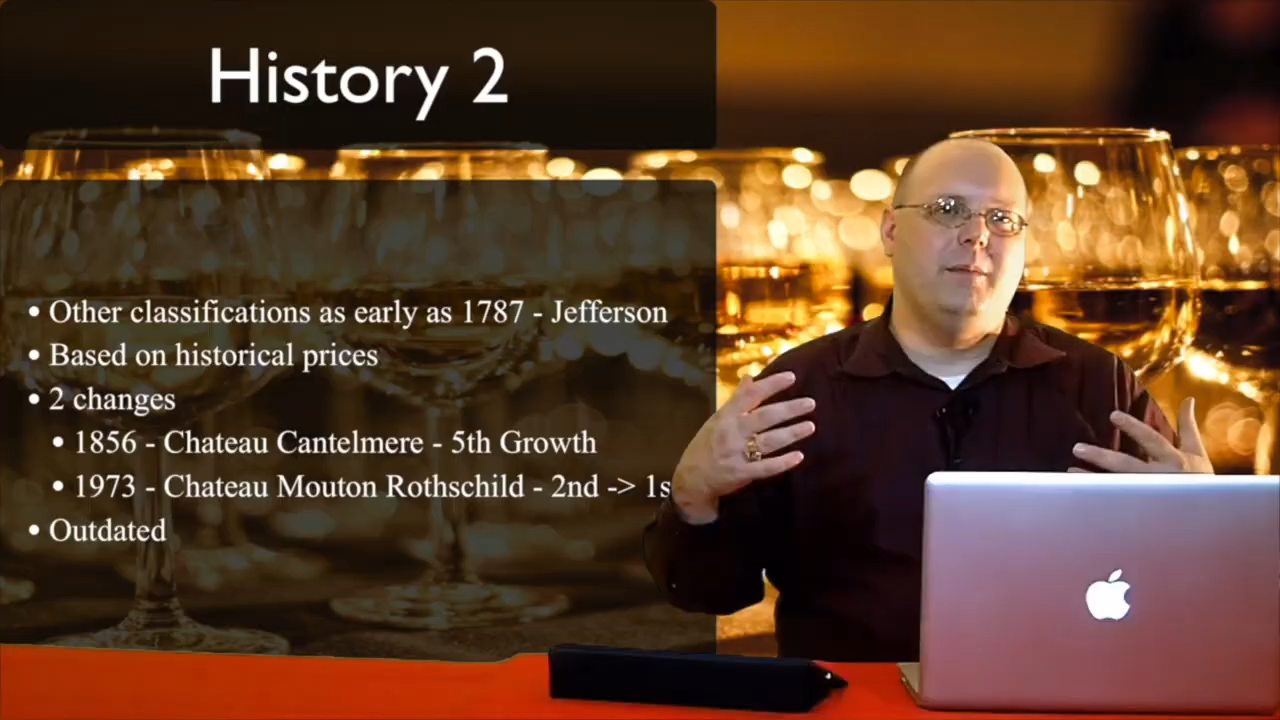 History 2
• Other classifications as early as 1787 - Jefferson
• Based on historical prices
• 2 changes
• 1856 - Chateau Cantelmere - 5th Growth
• 1973 - Chateau Mouton Rothschild - 2nd -> 1s
• Outdated